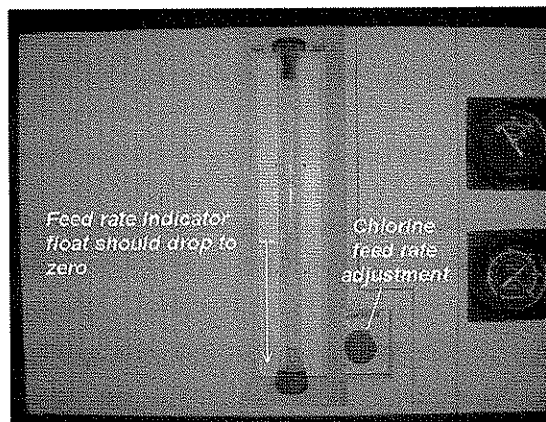 Feed rate indicator
float should drop to
zero
Chlorine
feed rate
adjustment